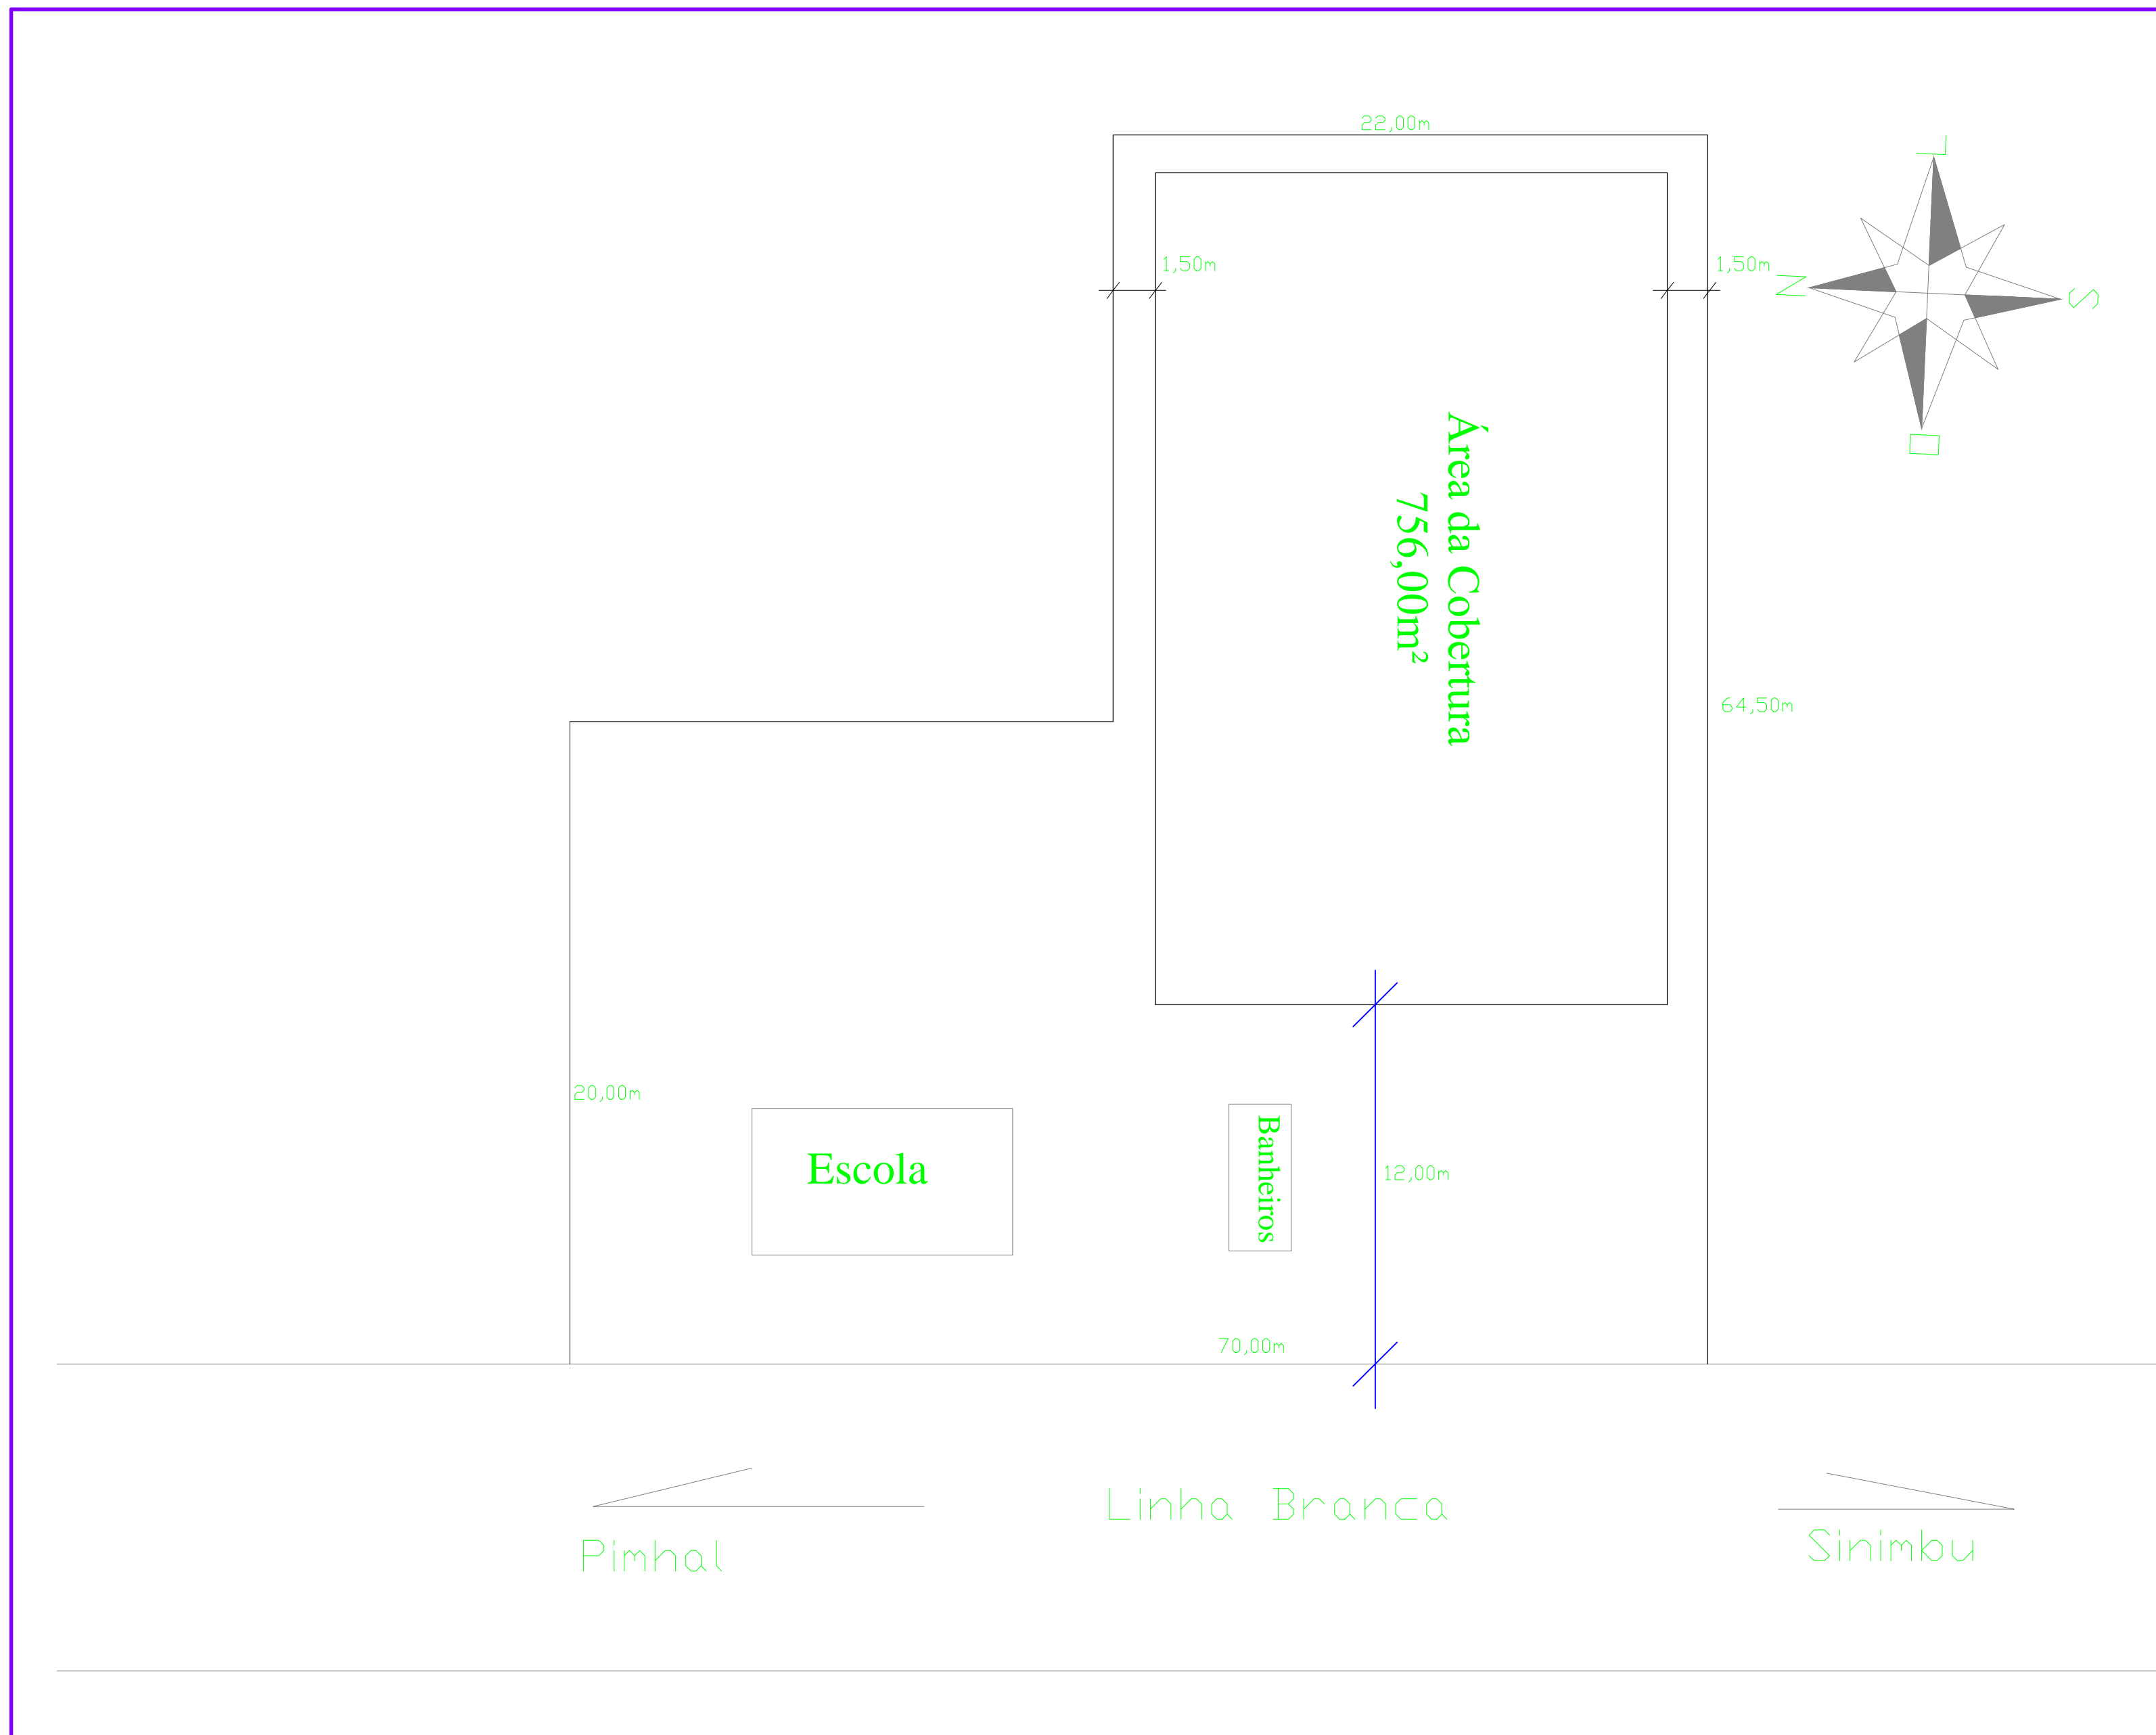 22,00m
L
1,50m
1,50m
N
S
O
Área da Cobertura
756,00m²
64,50m
20,00m
Escola
Banheiros
12,00m
70,00m
Linha Branca
Pimhal
Sinimbu